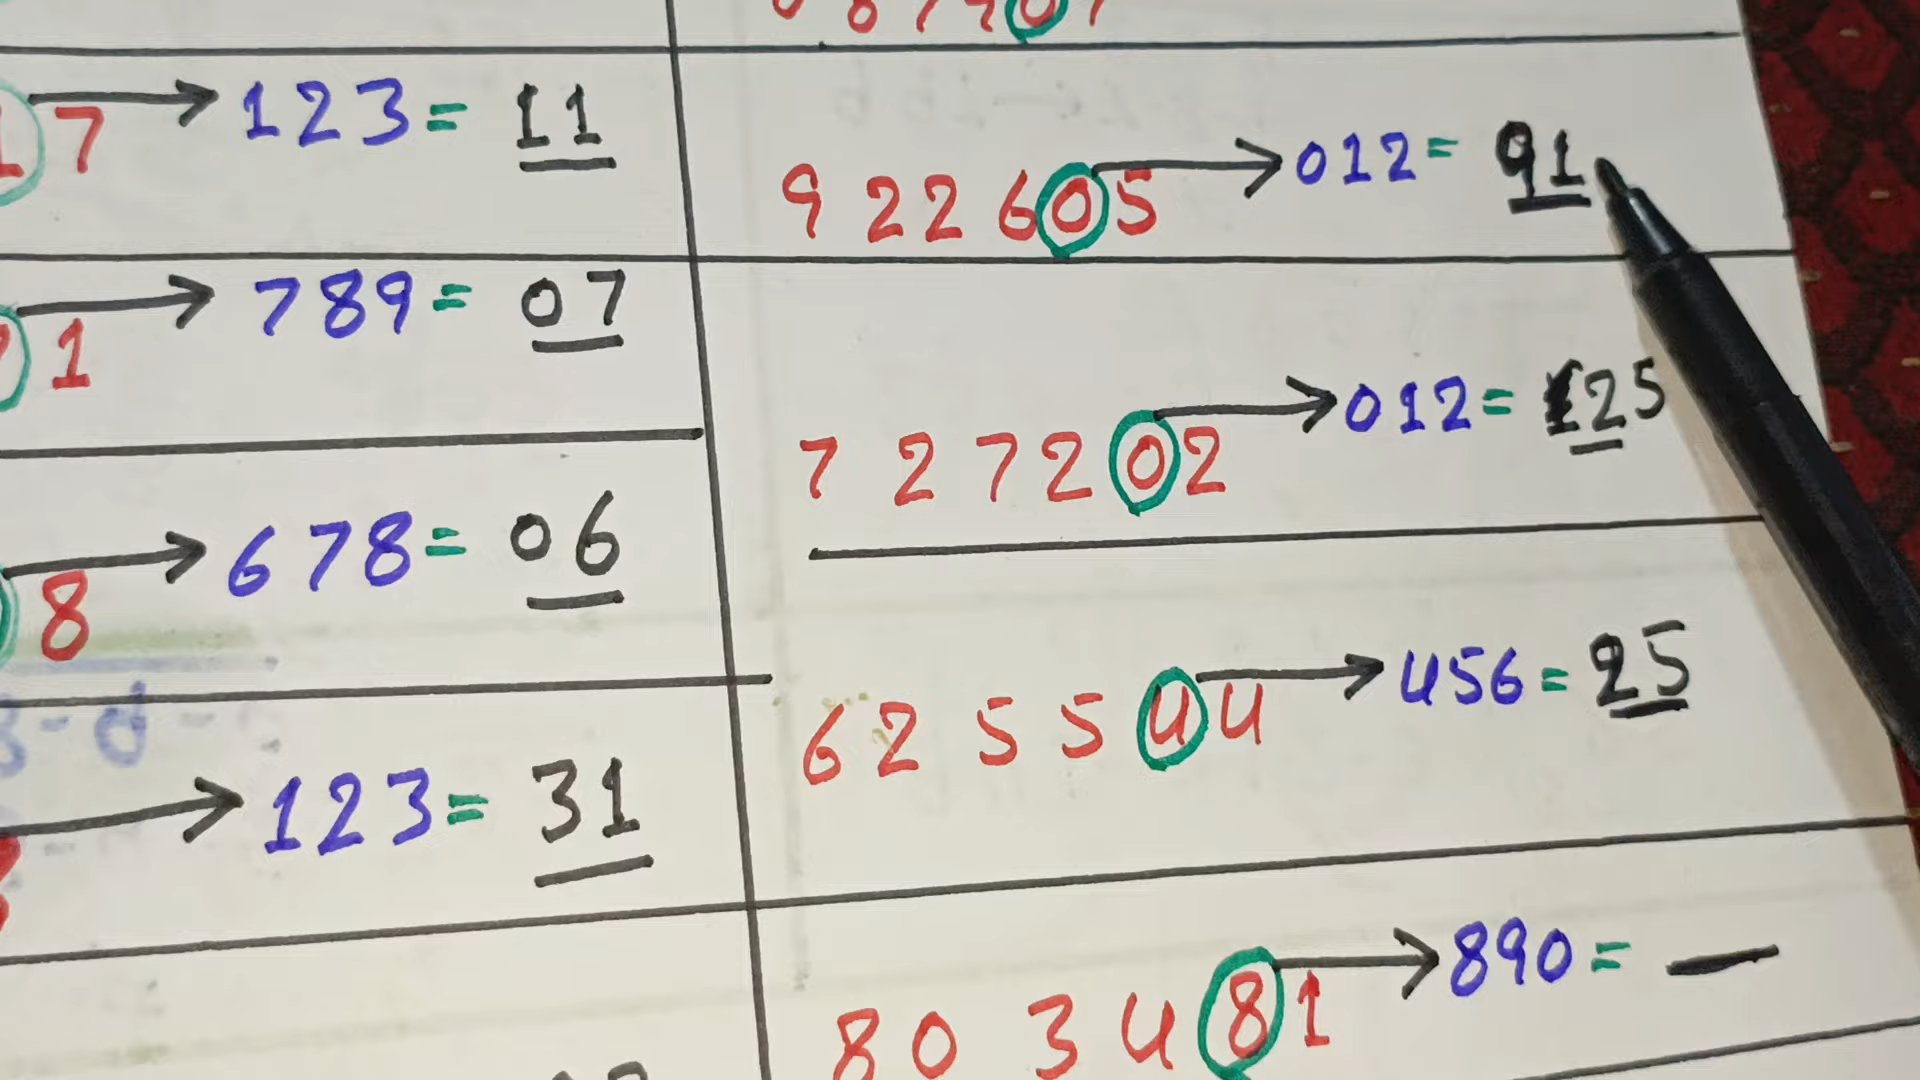 17 → 123 = 11
1 → 789 = 07
8 → 678 = 06
→ 123 = 31
922605 → 012 = 91
727202 → 012 = 25
625544 → 456 = 25
803481 → 890 = —